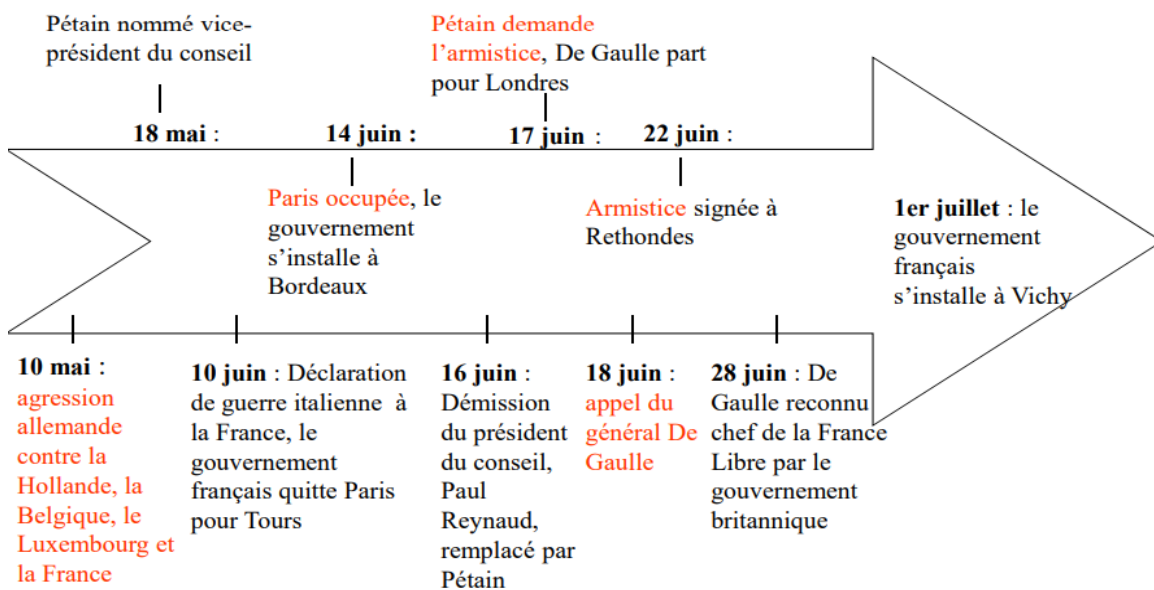 Pétain nommé vice-
président du conseil
18 mai :
Pétain demande
l’armistice, De Gaulle part
pour Londres
14 juin :
17 juin :
22 juin :
Paris occupée, le
gouvernement
s’installe à
Bordeaux
Armistice signée à
Rethondes
1er juillet : le
gouvernement
français
s’installe à Vichy
10 mai :
agression
allemande
contre la
Hollande, la
Belgique, le
Luxembourg et
la France
10 juin : Déclaration
de guerre italienne à
la France, le
gouvernement
français quitte Paris
pour Tours
16 juin :
Démission
du président
du conseil,
Paul
Reynaud,
remplacé par
Pétain
18 juin :
appel du
général De
Gaulle
28 juin : De
Gaulle reconnu
chef de la France
Libre par le
gouvernement
britannique